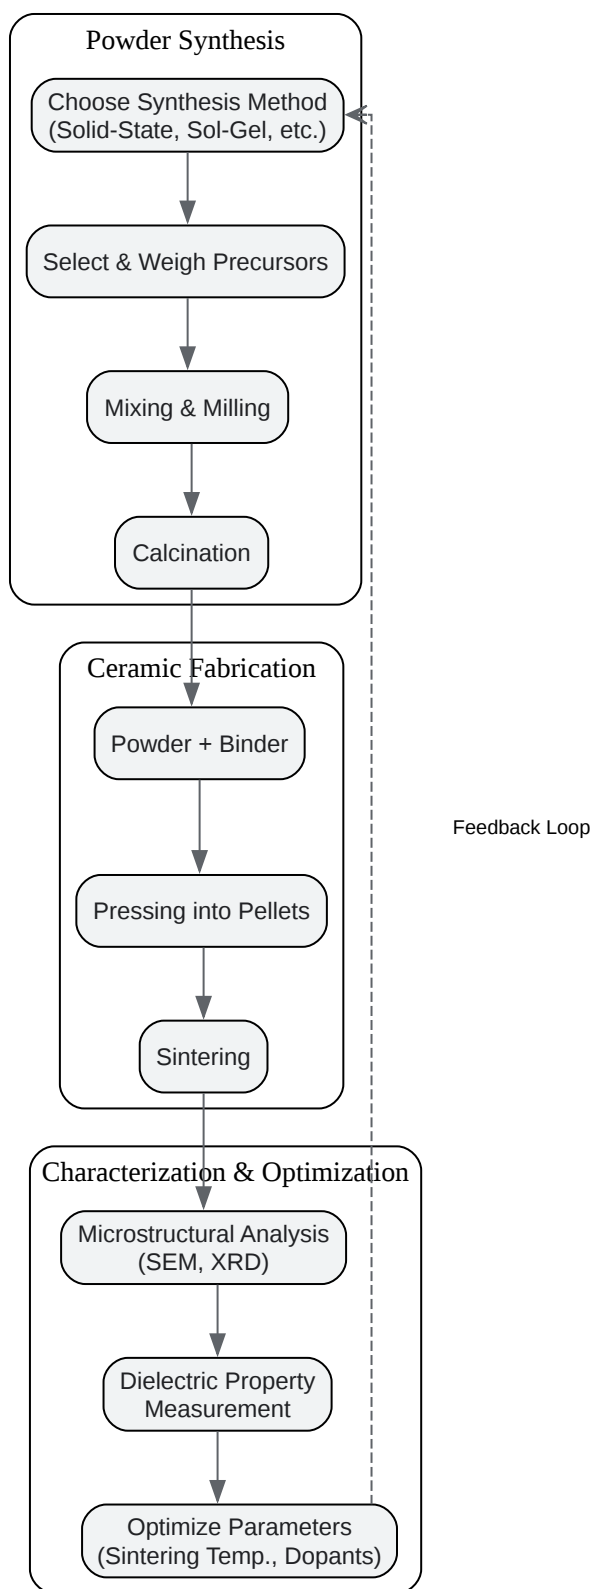 Powder Synthesis
Choose Synthesis Method
(Solid-State, Sol-Gel, etc.)
Select & Weigh Precursors
Mixing & Milling
Calcination
Ceramic Fabrication
Powder + Binder
Feedback Loop
Pressing into Pellets
Sintering
Characterization & Optimization
Microstructural Analysis
(SEM, XRD)
Dielectric Property
Measurement
Optimize Parameters
(Sintering Temp., Dopants)